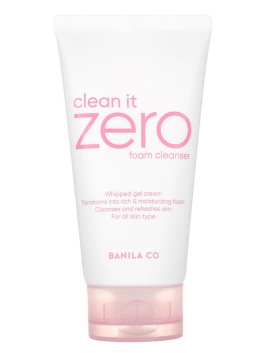 clean it
zero
foam cleanser
Whipped gel cream
Transforms into rich & moisturizing foam
Cleanses and refreshes skin
For all skin type
BANILA CO